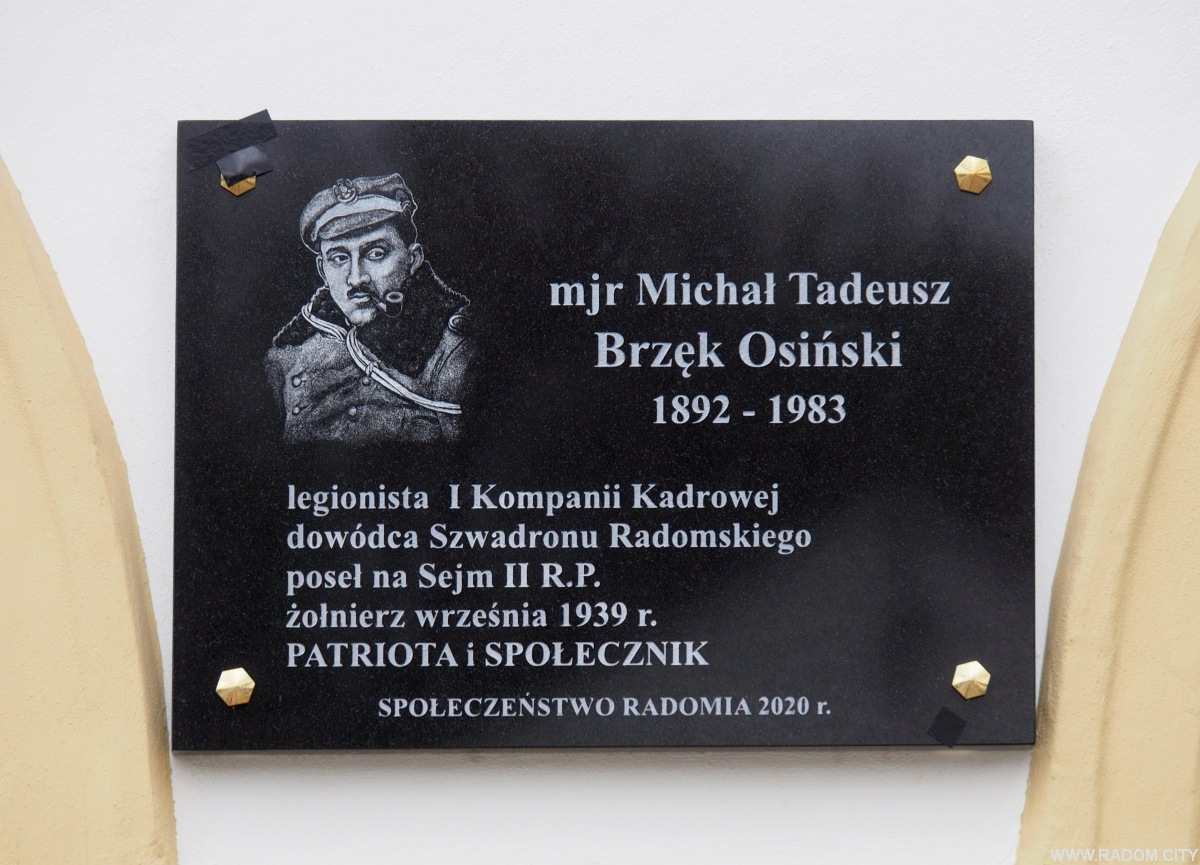 mjr Michał Tadeusz
Brzęk Osiński
1892 - 1983
legionista I Kompanii Kadrowej
dowódca Szwadronu Radomskiego
poseł na Sejm II R.P.
żołnierz września 1939 r.
PATRIOTA i SPOŁECZNIK
SPOŁECZEŃSTWO RADOMIA 2020 r.
WWW.RADOM.CITY